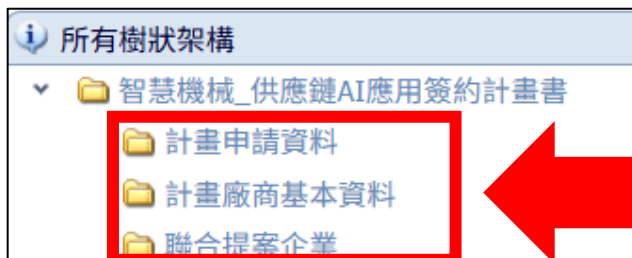 所有樹狀架構
智慧機械_供應鏈AI應用簽約計畫書
計畫申請資料
計畫廠商基本資料
聯合提案企業